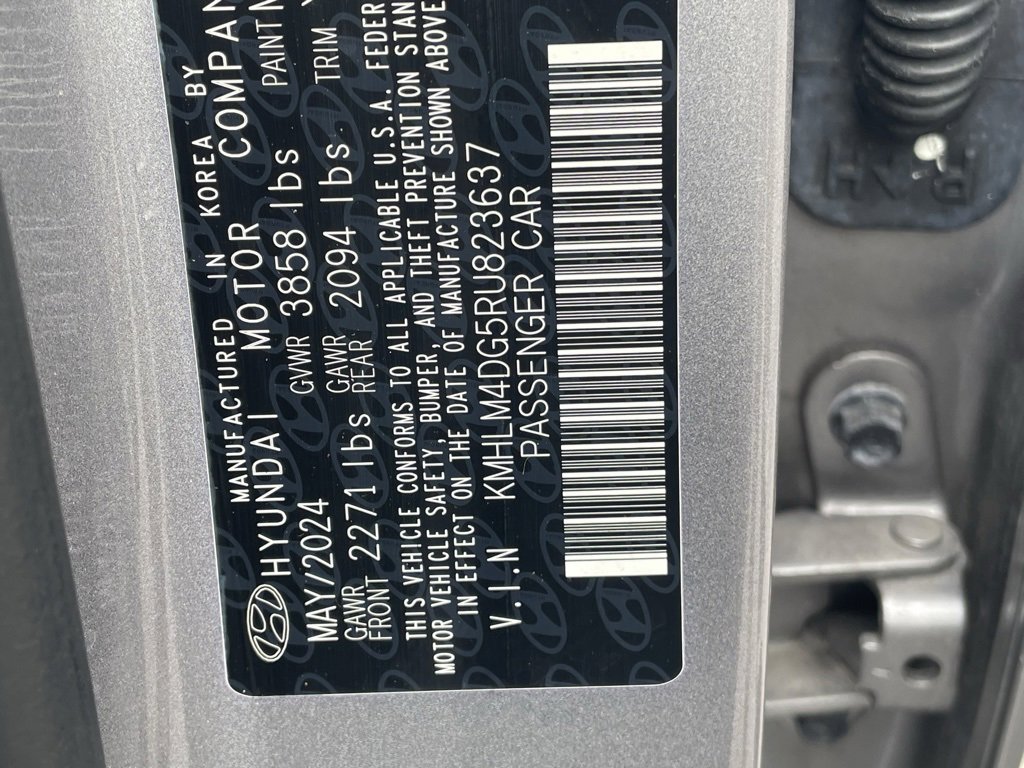 MANUFACTURED IN KOREA BY
HYUNDAI MOTOR COMPAN
MAY/2024 GVWR 3858 lbs PAINT
GAWR FRONT 2271 lbs GAWR REAR 2094 lbs TRIM
THIS VEHICLE CONFORMS TO ALL APPLICABLE U.S.A. FEDER
MOTOR VEHICLE SAFETY, BUMPER, AND THEFT PREVENTION STAN
IN EFFECT ON THE DATE OF MANUFACTURE SHOWN ABOVE
V.I.N KMHLM4DG5RU823637
PASSENGER CAR